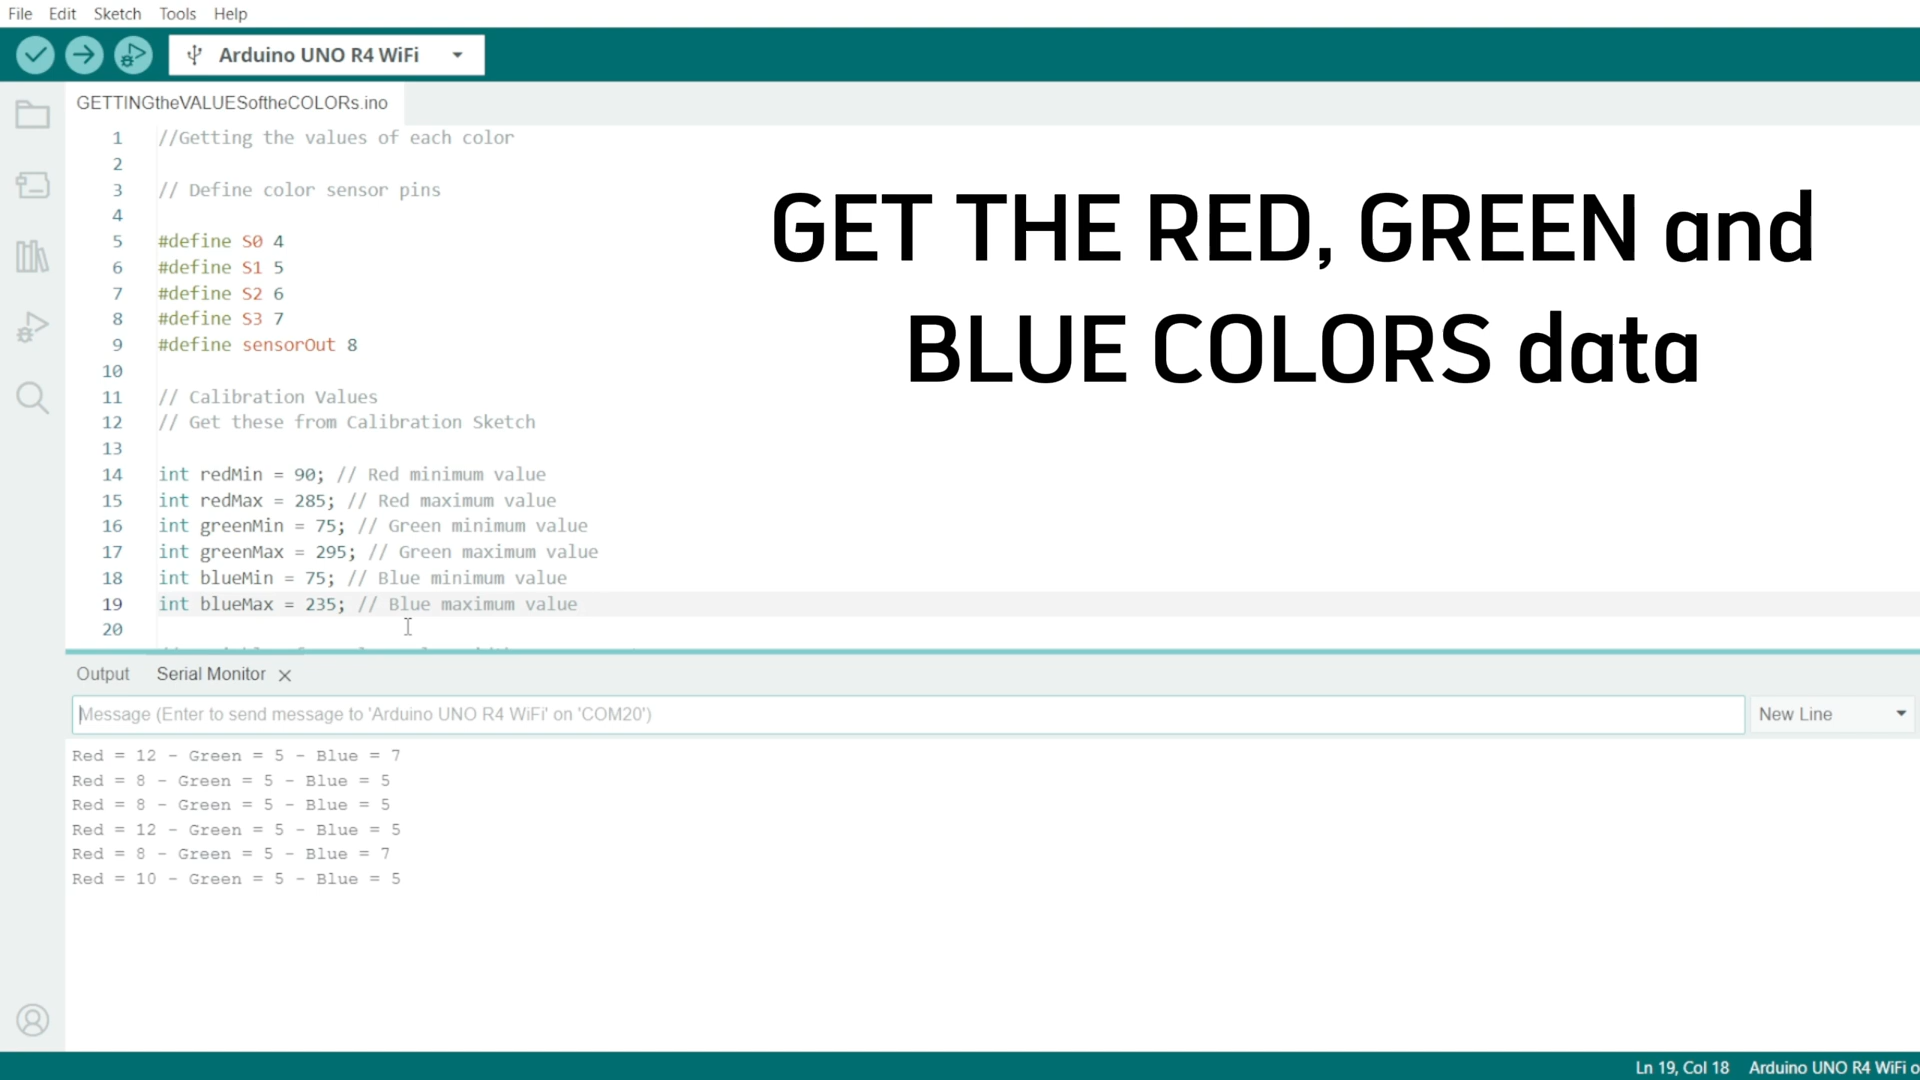 File Edit Sketch Tools Help
Arduino UNO R4 WiFi
GETTINGtheVALUESoftheCOLORs.ino
1 //Getting the values of each color
2
3 // Define color sensor pins
4
5 #define S0 4
6 #define S1 5
7 #define S2 6
8 #define S3 7
9 #define sensorOut 8
10
11 // Calibration Values
12 // Get these from Calibration Sketch
13
14 int redMin = 90; // Red minimum value
15 int redMax = 285; // Red maximum value
16 int greenMin = 75; // Green minimum value
17 int greenMax = 295; // Green maximum value
18 int blueMin = 75; // Blue minimum value
19 int blueMax = 235; // Blue maximum value
20
GET THE RED, GREEN and
BLUE COLORS data
Output Serial Monitor
Message (Enter to send message to 'Arduino UNO R4 WiFi' on 'COM20') New Line
Red = 12 - Green = 5 - Blue = 7
Red = 8 - Green = 5 - Blue = 5
Red = 8 - Green = 5 - Blue = 5
Red = 12 - Green = 5 - Blue = 5
Red = 8 - Green = 5 - Blue = 7
Red = 10 - Green = 5 - Blue = 5
Ln 19, Col 18 Arduino UNO R4 WiFi o